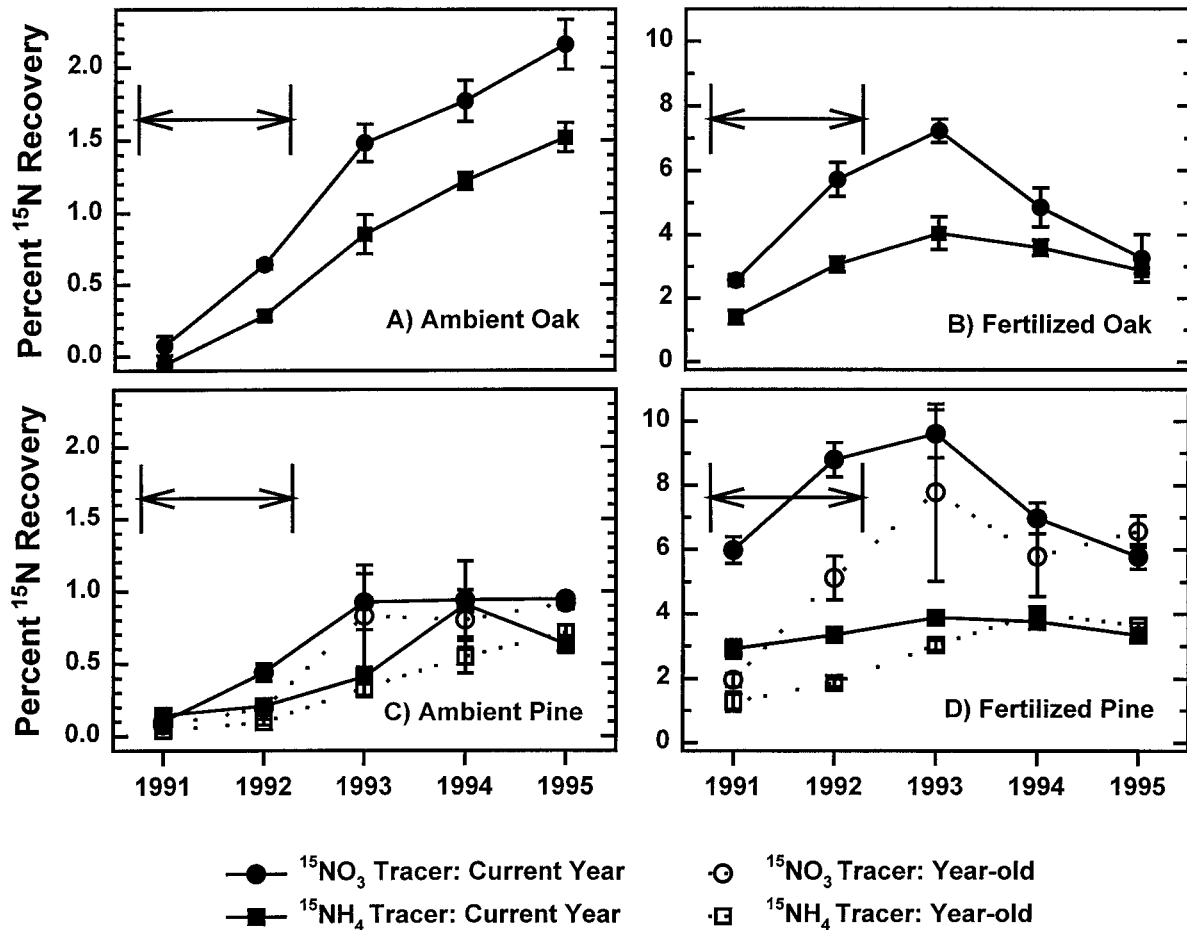 Percent ¹⁵N Recovery
2.0
1.5
1.0
0.5
0.0
A) Ambient Oak
10
8
6
4
2
0
B) Fertilized Oak
Percent ¹⁵N Recovery
2.0
1.5
1.0
0.5
0.0
C) Ambient Pine
1991 1992 1993 1994 1995
10
8
6
4
2
0
D) Fertilized Pine
1991 1992 1993 1994 1995
¹⁵NO₃ Tracer: Current Year
¹⁵NH₄ Tracer: Current Year
¹⁵NO₃ Tracer: Year-old
¹⁵NH₄ Tracer: Year-old